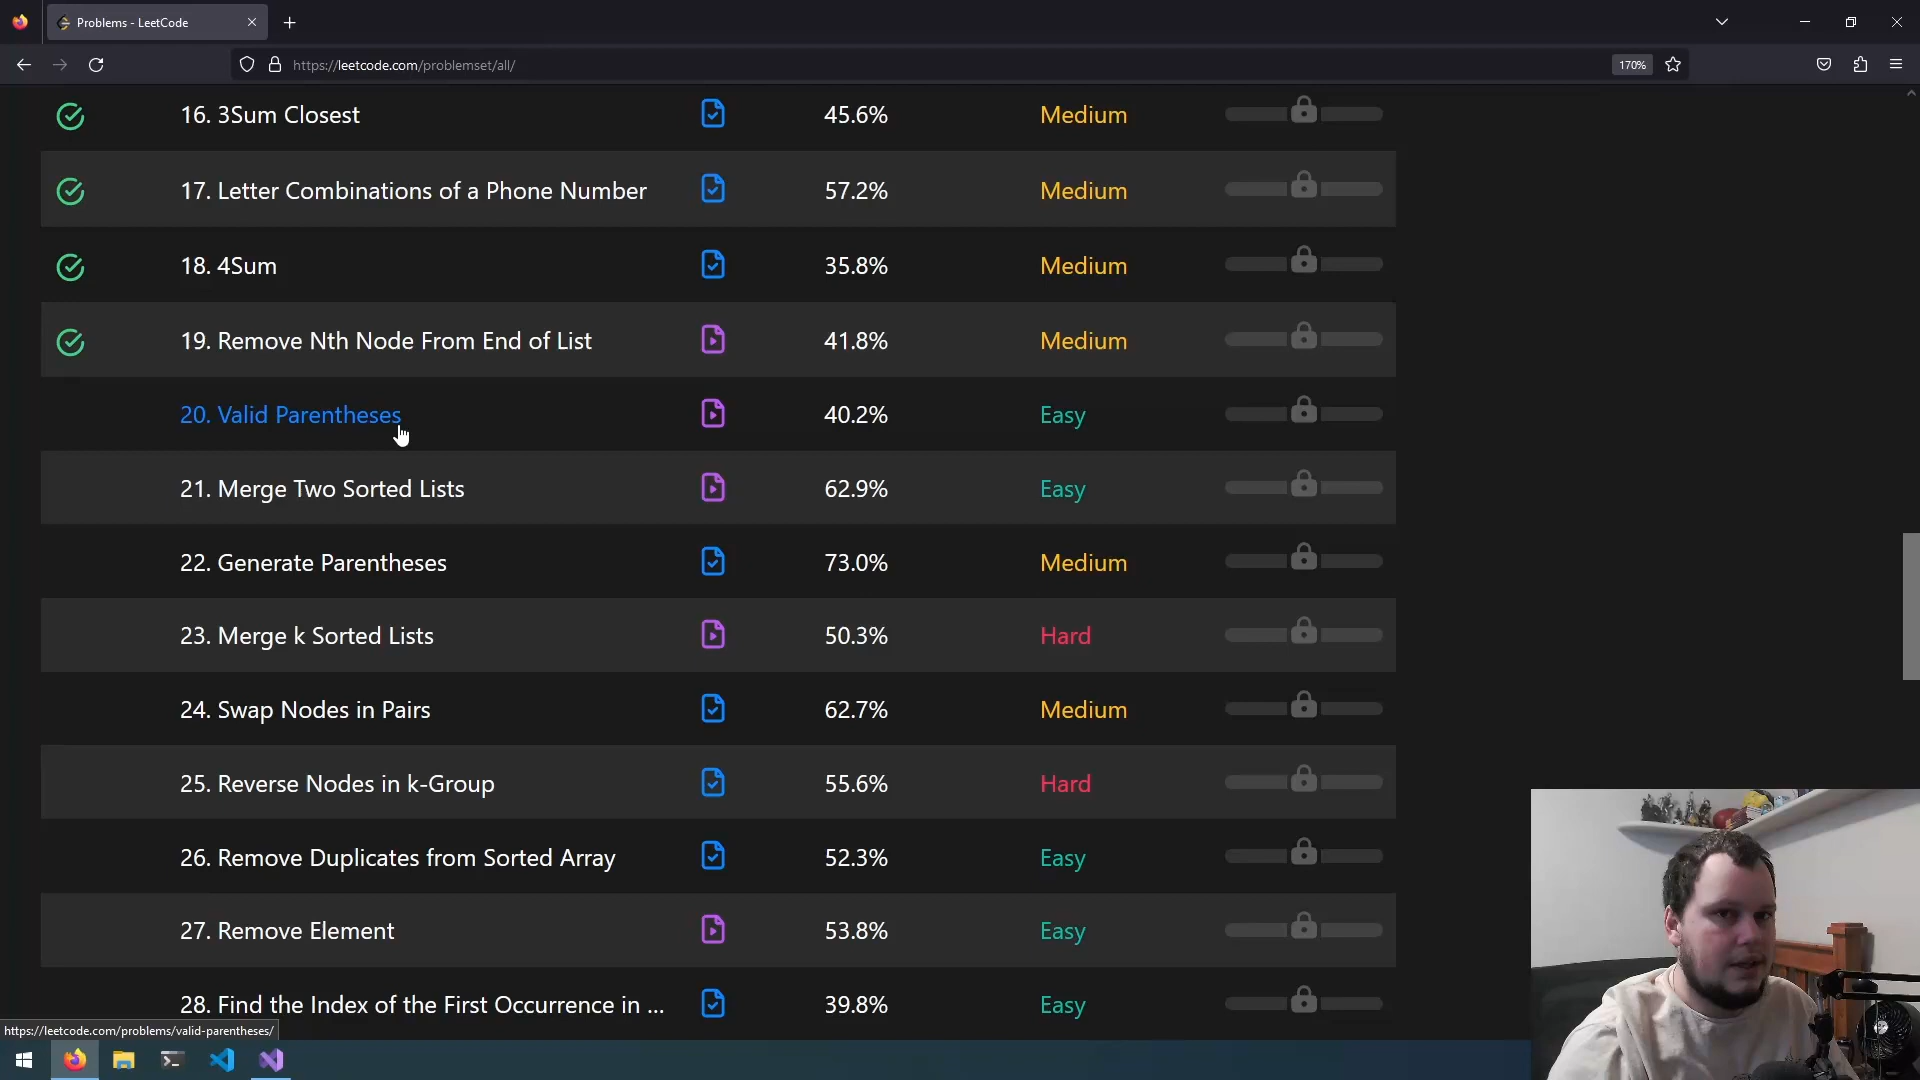 Problems - LeetCode
https://leetcode.com/problemset/all/
170%
16. 3Sum Closest 45.6% Medium
17. Letter Combinations of a Phone Number 57.2% Medium
18. 4Sum 35.8% Medium
19. Remove Nth Node From End of List 41.8% Medium
20. Valid Parentheses 40.2% Easy
21. Merge Two Sorted Lists 62.9% Easy
22. Generate Parentheses 73.0% Medium
23. Merge k Sorted Lists 50.3% Hard
24. Swap Nodes in Pairs 62.7% Medium
25. Reverse Nodes in k-Group 55.6% Hard
26. Remove Duplicates from Sorted Array 52.3% Easy
27. Remove Element 53.8% Easy
28. Find the Index of the First Occurrence in ... 39.8% Easy
https://leetcode.com/problems/valid-parentheses/